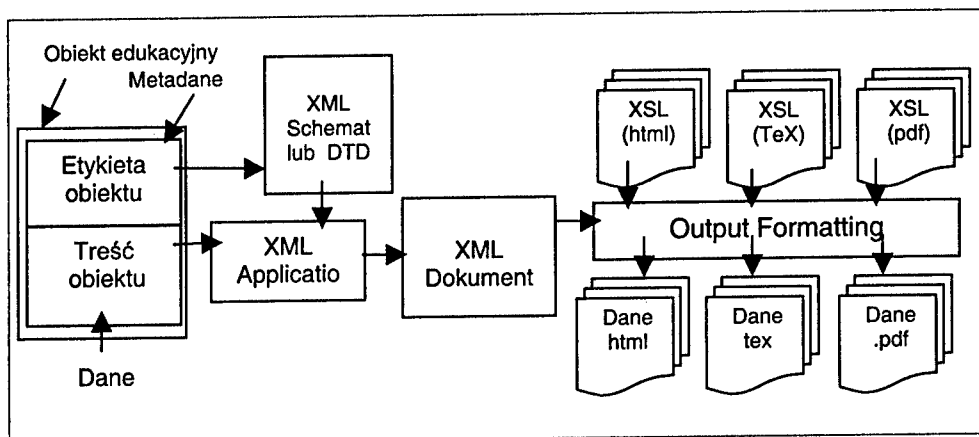 Obiekt edukacyjny
Metadane
Etykieta
obiektu
Treść
obiektu
Dane
XML
Schemat
lub DTD
XML
Applicatio
XML
Dokument
XSL
(html)
XSL
(TeX)
XSL
(pdf)
Output Formatting
Dane
html
Dane
tex
Dane
.pdf